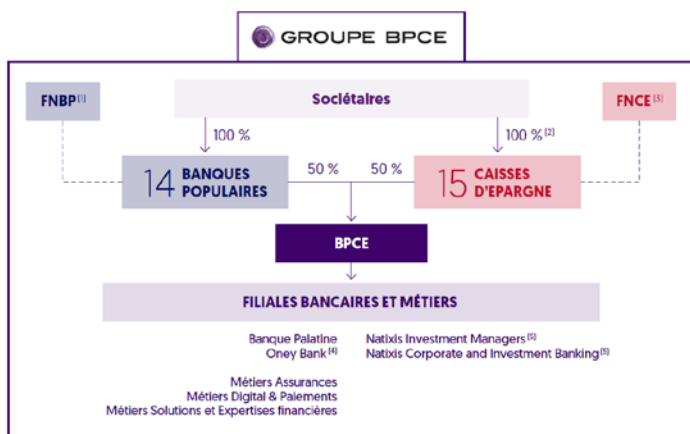 GROUPE BPCE
FNBP(1)
Sociétaires
FNCE(3)
100 %
100 %(2)
14 BANQUES
POPULAIRES
50 %
50 %
15 CAISSES
D'EPARGNE
BPCE
FILIALES BANCAIRES ET MÉTIERS
Banque Palatine
Oney Bank(4)
Natixis Investment Managers(5)
Natixis Corporate and Investment Banking(5)
Métiers Assurances
Métiers Digital & Paiements
Métiers Solutions et Expertises financières